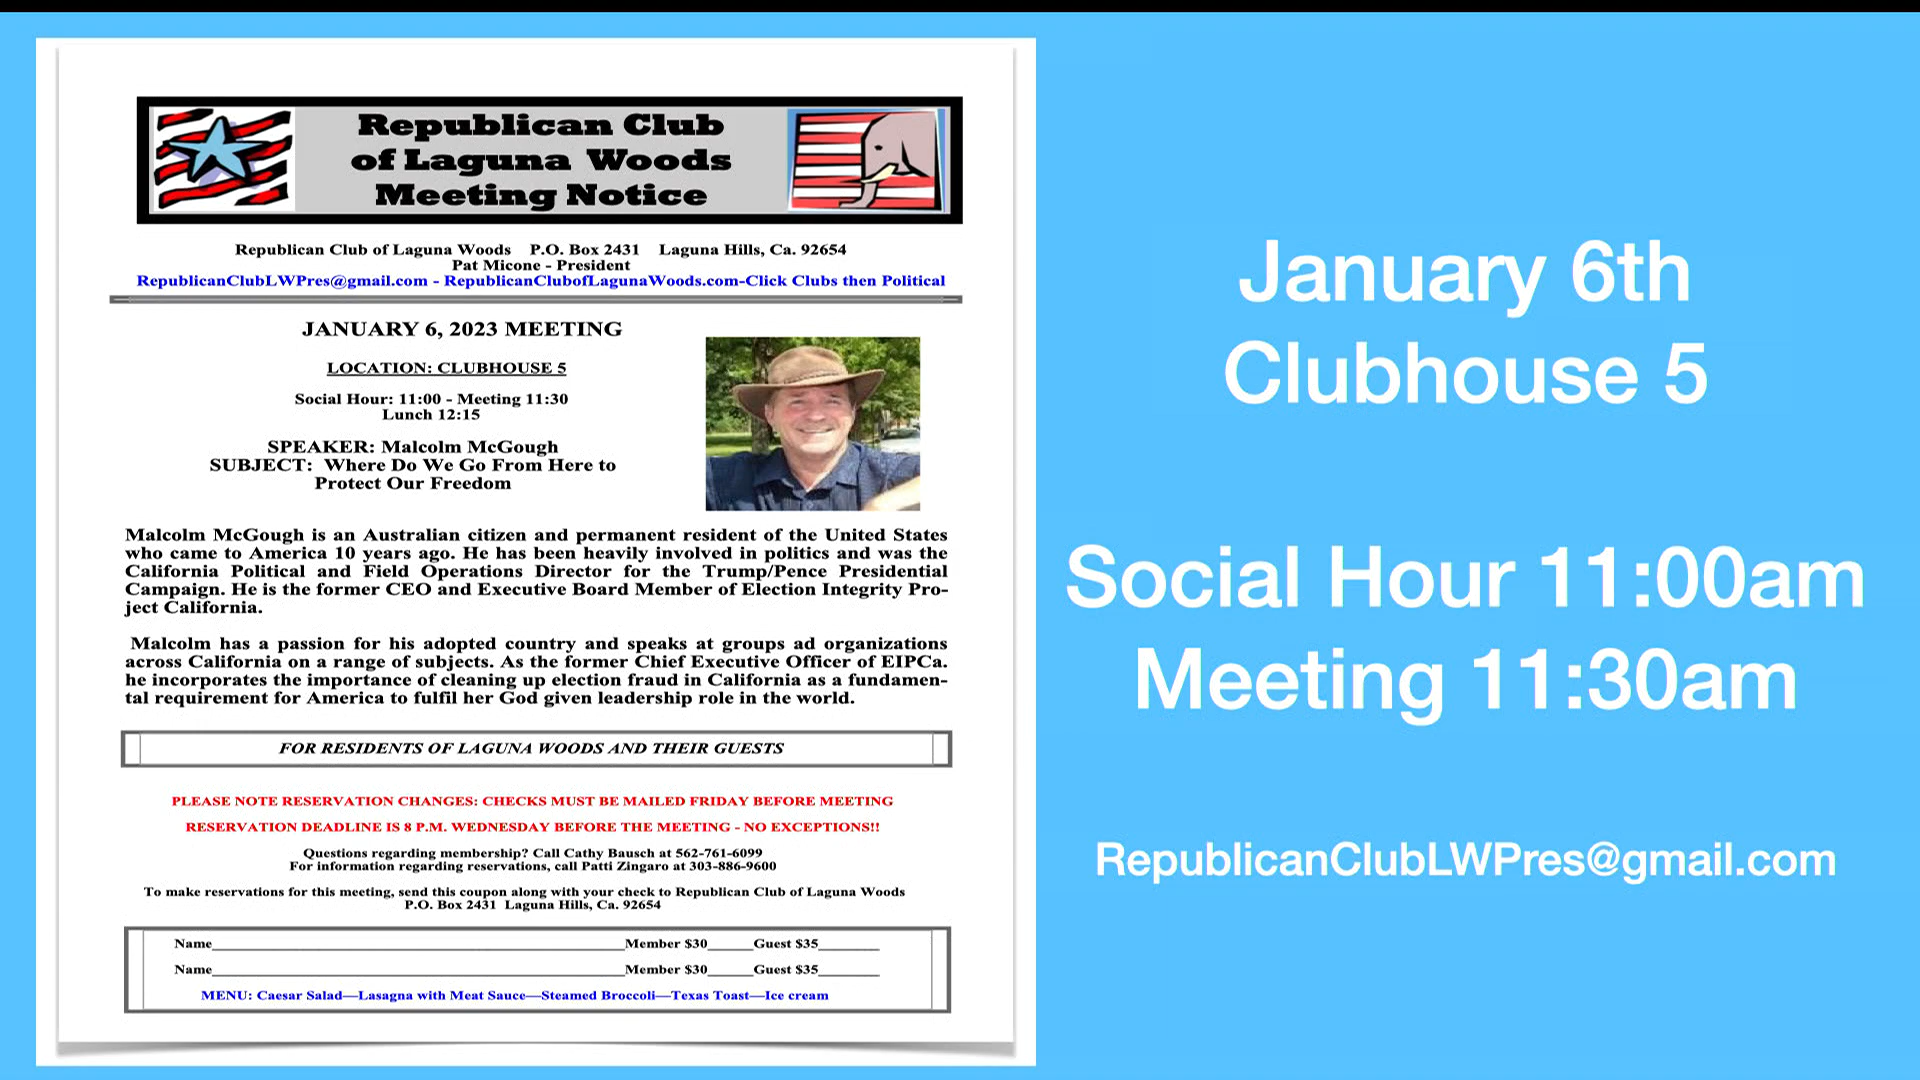 Republican Club
of Laguna Woods
Meeting Notice
Republican Club of Laguna Woods P.O. Box 2431 Laguna Hills, Ca. 92654
Pat Micone - President
RepublicanClubLWPres@gmail.com - RepublicanClubofLagunaWoods.com-Click Clubs then Political
JANUARY 6, 2023 MEETING
LOCATION: CLUBHOUSE 5
Social Hour: 11:00 - Meeting 11:30
Lunch 12:15
SPEAKER: Malcolm McGough
SUBJECT: Where Do We Go From Here to
Protect Our Freedom
Malcolm McGough is an Australian citizen and permanent resident of the United States
who came to America 10 years ago. He has been heavily involved in politics and was the
California Political and Field Operations Director for the Trump/Pence Presidential
Campaign. He is the former CEO and Executive Board Member of Election Integrity Pro-
ject California.
Malcolm has a passion for his adopted country and speaks at groups ad organizations
across California on a range of subjects. As the former Chief Executive Officer of EIPCa.
he incorporates the importance of cleaning up election fraud in California as a fundamen-
tal requirement for America to fulfil her God given leadership role in the world.
FOR RESIDENTS OF LAGUNA WOODS AND THEIR GUESTS
PLEASE NOTE RESERVATION CHANGES: CHECKS MUST BE MAILED FRIDAY BEFORE MEETING
RESERVATION DEADLINE IS 8 P.M. WEDNESDAY BEFORE THE MEETING - NO EXCEPTIONS!!
Questions regarding membership? Call Cathy Bausch at 562-761-6099
For information regarding reservations, call Patti Zingaro at 303-886-9600
To make reservations for this meeting, send this coupon along with your check to Republican Club of Laguna Woods
P.O. Box 2431 Laguna Hills, Ca. 92654
Name____________________Member $30______Guest $35________
Name____________________Member $30______Guest $35________
MENU: Caesar Salad—Lasagna with Meat Sauce—Steamed Broccoli—Texas Toast—Ice cream
January 6th
Clubhouse 5
Social Hour 11:00am
Meeting 11:30am
RepublicanClubLWPres@gmail.com